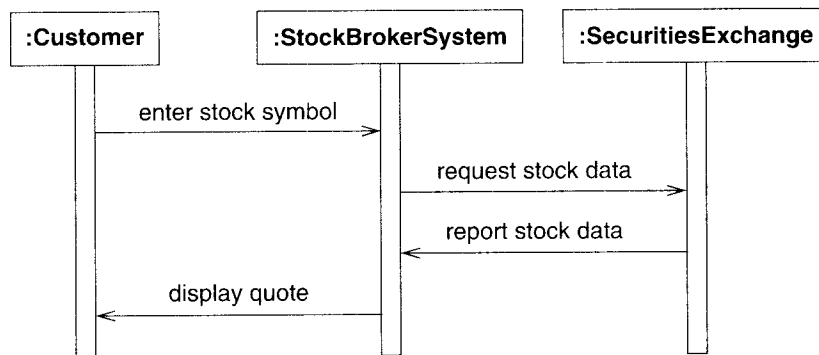 :Customer
:StockBrokerSystem
:SecuritiesExchange
enter stock symbol
request stock data
report stock data
display quote